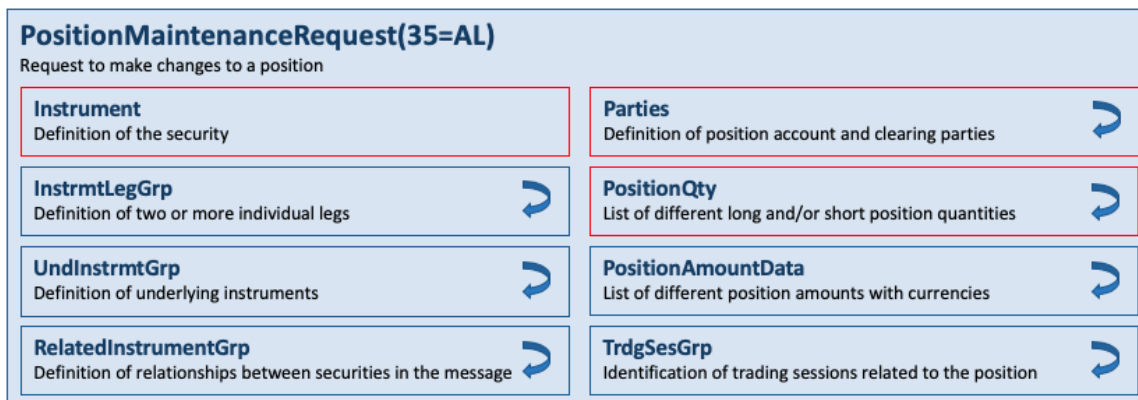 PositionMaintenanceRequest(35=AL)
Request to make changes to a position
Instrument
Definition of the security
Parties
Definition of position account and clearing parties
InstrmtLegGrp
Definition of two or more individual legs
PositionQty
List of different long and/or short position quantities
UndInstrmtGrp
Definition of underlying instruments
PositionAmountData
List of different position amounts with currencies
RelatedInstrumentGrp
Definition of relationships between securities in the message
TrdgSesGrp
Identification of trading sessions related to the position